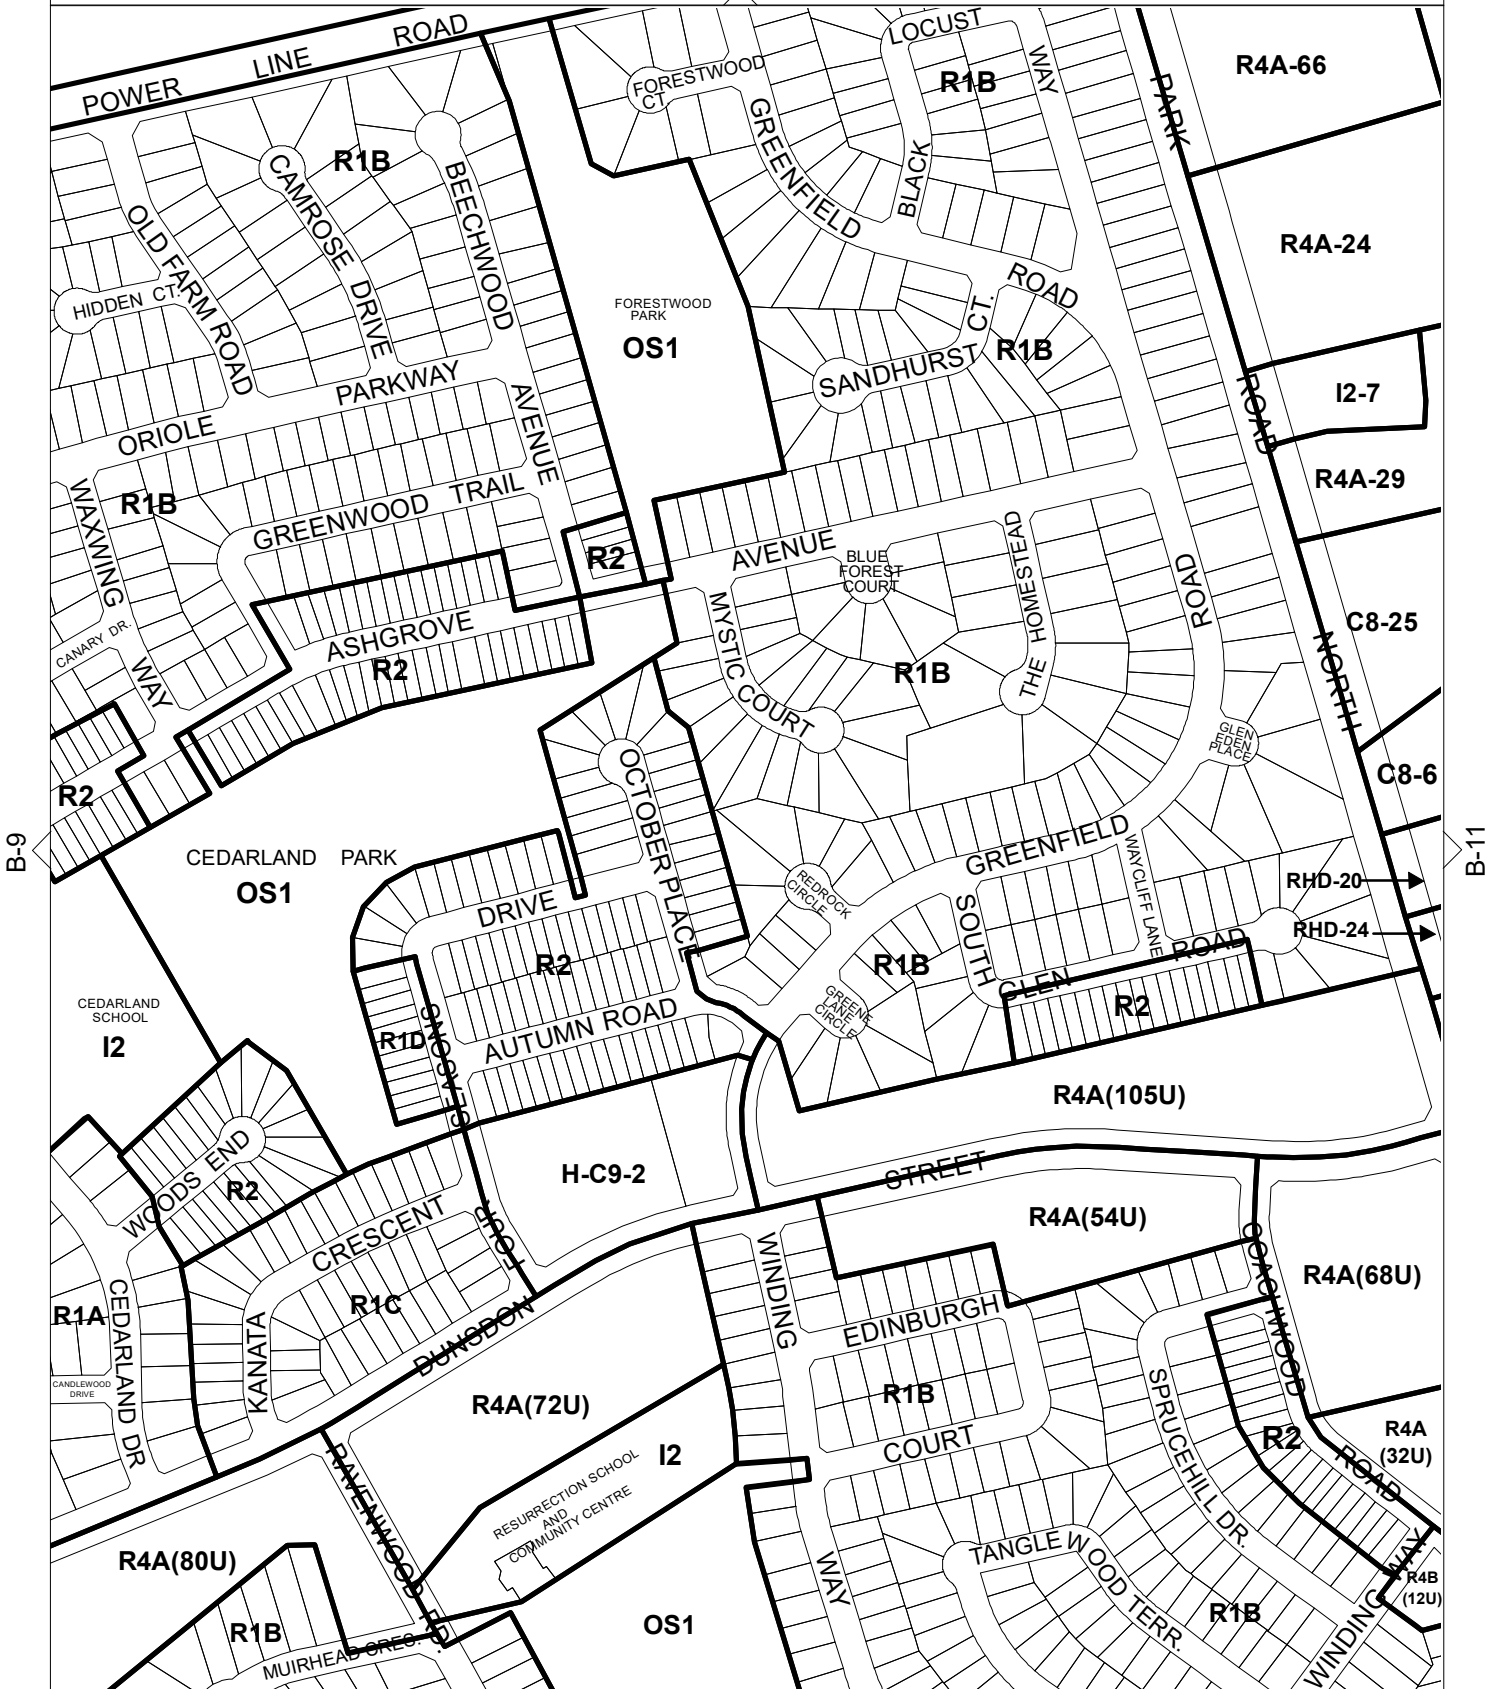 POWER LINE ROAD
LOCUST
WAY
BLACK
R1B
PARK
R4A-66
FORESTWOOD
CT.
GREENFIELD
ROAD
R1B
CAMROSE
DRIVE
BEECHWOOD
AVENUE
OLD FARM ROAD
HIDDEN CT.
R4A-24
FORESTWOOD
PARK
OS1
SANDHURST CT.
R1B
I2-7
ROAD
ORIOLE PARKWAY
R4A-29
WAXWING
WAY
R1B
GREENWOOD TRAIL
R2
AVENUE
BLUE
FOREST
COURT
THE HOMESTEAD
ROAD
C8-25
NORTH
CANARY DR.
ASHGROVE
R2
MYSTIC COURT
R1B
GLEN
EDEN
PLACE
C8-6
R2
OCTOBER PLACE
B-9
B-11
CEDARLAND PARK
OS1
GREENFIELD
WAYCLIFF LANE
REDROCK
CIRCLE
RHD-20
RHD-24
DRIVE
R2
R1B
SOUTH
GLEN ROAD
R2
GREENE
LANE
CIRCLE
CEDARLAND
SCHOOL
I2
R1D
SEASONS
AUTUMN ROAD
R4A(105U)
WOODS END
R2
H-C9-2
STREET
FOUR
R4A(54U)
CRESCENT
R1C
KANATA
R1A
CEDARLAND DR
CANDLEWOOD
DRIVE
DUNSDON
WINDING
EDINBURGH
R1B
COURT
COACHWOOD
ROAD
R4A(68U)
R4A(72U)
I2
RESURRECTION SCHOOL
AND
COMMUNITY CENTRE
SPRUCEHILL DR.
R2
R4A
(32U)
R4A(80U)
RAVENWOOD RD.
R1B
MUIRHEAD CRES.
OS1
WAY
TANGLEWOOD TERR.
R1B
WINDING WAY
R4B
(12U)